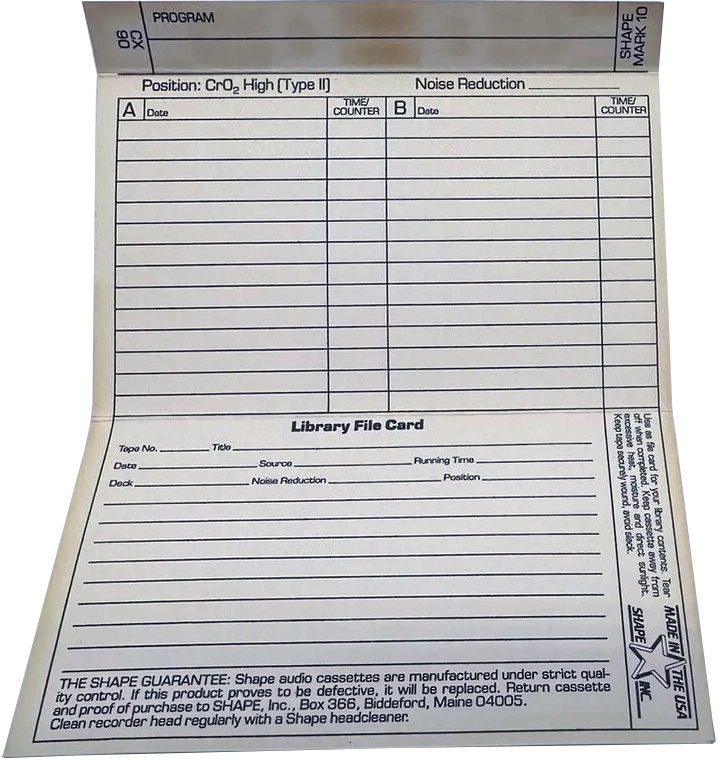 CX
90
PROGRAM
SHAPE
MARK 10
Position: CrO₂ High (Type II)
Noise Reduction
A Date TIME/
COUNTER
B Date TIME/
COUNTER
Library File Card
Tape No. Title
Date Source Running Time
Deck Noise Reduction Position
Use as file card for your library contents. Tear
off when completed. Keep cassette away from
excessive heat, moisture and direct sunlight.
Keep tape securely wound, avoid slack.
MADE IN THE USA
SHAPE INC.
THE SHAPE GUARANTEE: Shape audio cassettes are manufactured under strict qual-
ity control. If this product proves to be defective, it will be replaced. Return cassette
and proof of purchase to SHAPE, Inc., Box 366, Biddeford, Maine 04005.
Clean recorder head regularly with a Shape headcleaner.